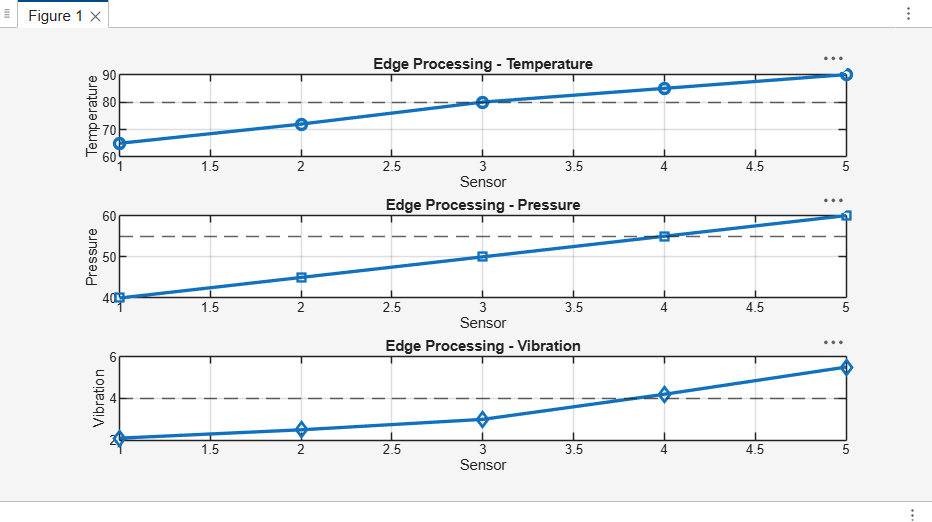 Figure 1
Edge Processing - Temperature
Temperature
90
80
70
60
1 1.5 2 2.5 3 3.5 4 4.5 5
Sensor
Edge Processing - Pressure
Pressure
60
50
40
1 1.5 2 2.5 3 3.5 4 4.5 5
Sensor
Edge Processing - Vibration
Vibration
6
4
2
1 1.5 2 2.5 3 3.5 4 4.5 5
Sensor